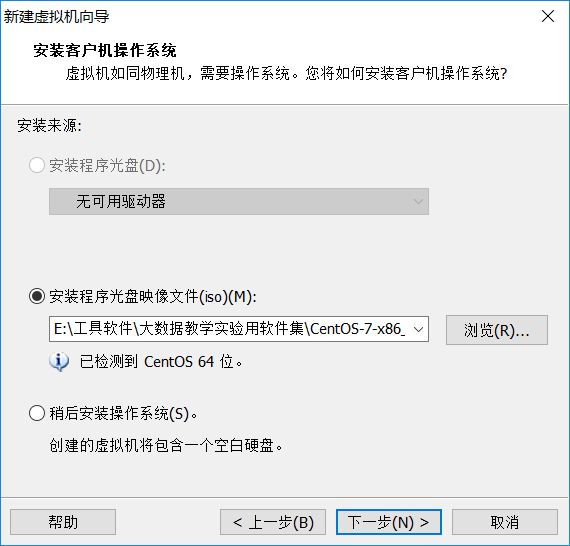 新建虚拟机向导
安装客户机操作系统
虚拟机如同物理机，需要操作系统。您将如何安装客户机操作系统?
安装来源:
安装程序光盘(D):
无可用驱动器
安装程序光盘映像文件(iso)(M):
E:\工具软件\大数据教学实验用软件集\CentOS-7-x86_
浏览(R)...
已检测到 CentOS 64 位。
稍后安装操作系统(S)。
创建的虚拟机将包含一个空白硬盘。
帮助
< 上一步(B)
下一步(N) >
取消